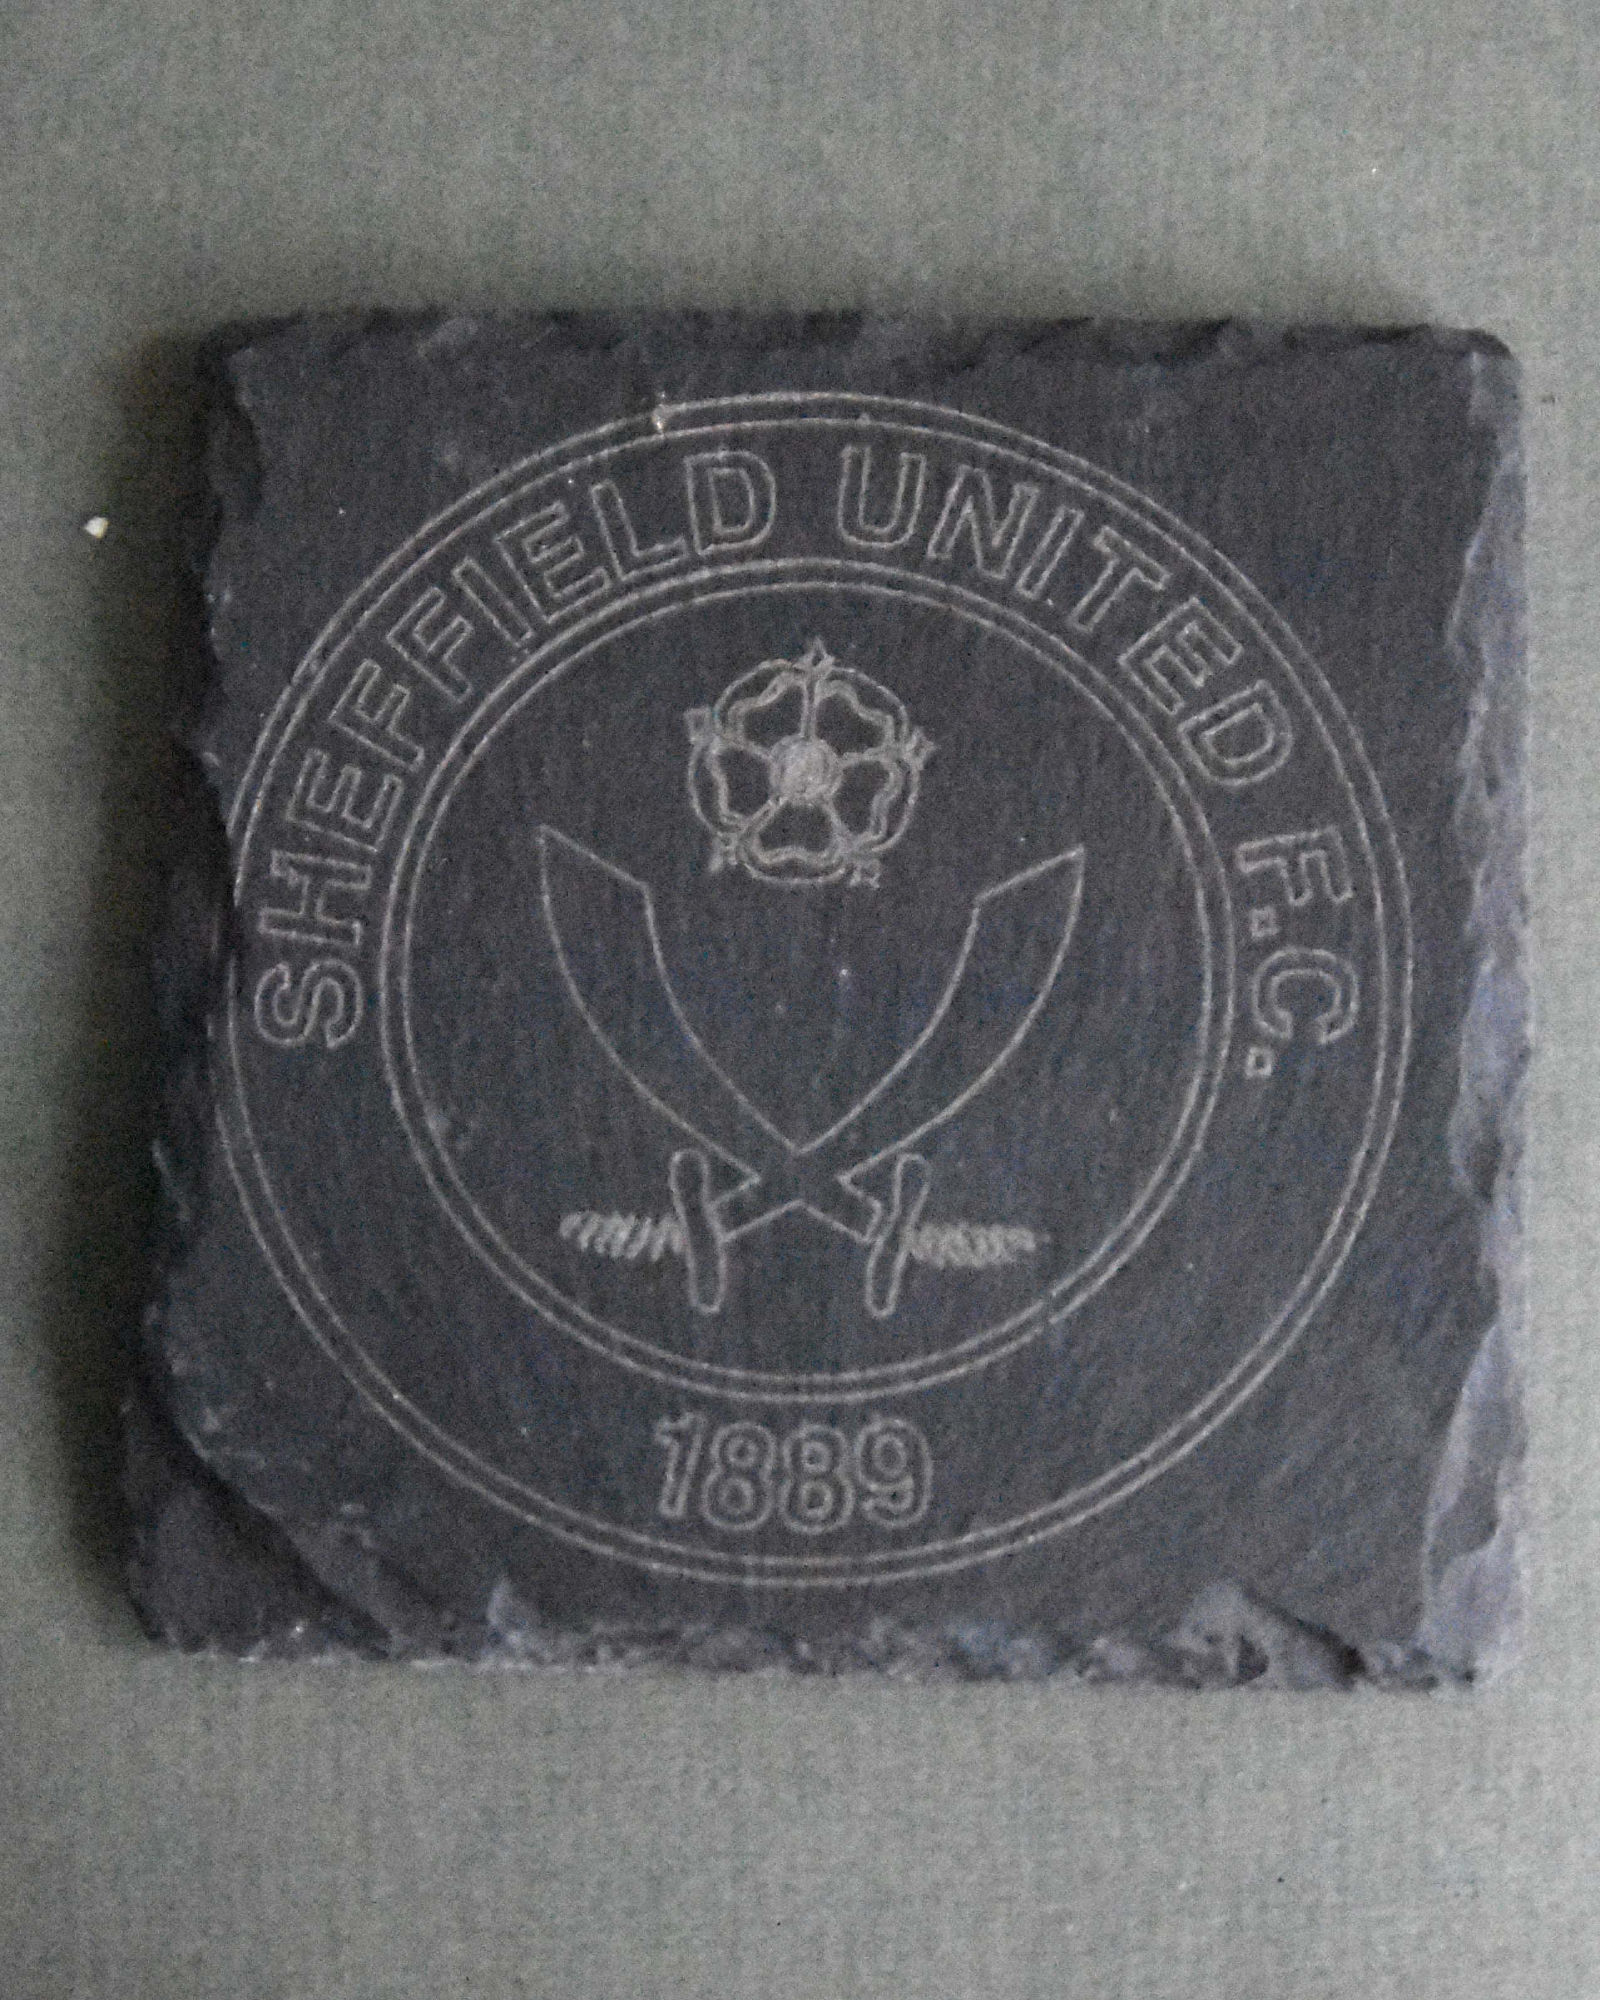 SHEFFIELD UNITED F.C.
1889